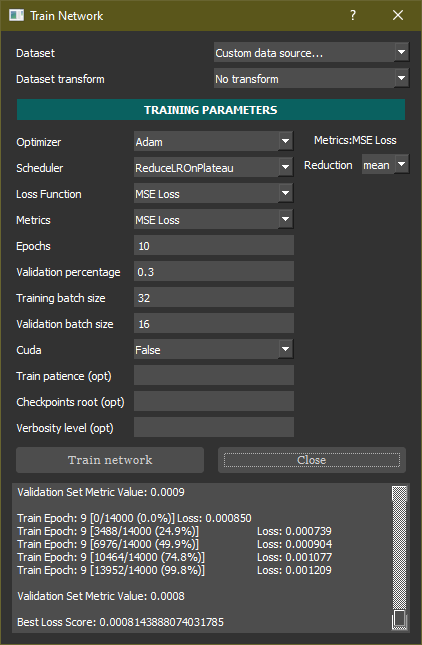 Train Network
Dataset Custom data source...
Dataset transform No transform
TRAINING PARAMETERS
Optimizer Adam Metrics:MSE Loss
Scheduler ReduceLROnPlateau Reduction mean
Loss Function MSE Loss
Metrics MSE Loss
Epochs 10
Validation percentage 0.3
Training batch size 32
Validation batch size 16
Cuda False
Train patience (opt)
Checkpoints root (opt)
Verbosity level (opt)
Train network Close
Validation Set Metric Value: 0.0009
Train Epoch: 9 [0/14000 (0.0%)] Loss: 0.000850
Train Epoch: 9 [3488/14000 (24.9%)] Loss: 0.000739
Train Epoch: 9 [6976/14000 (49.9%)] Loss: 0.000904
Train Epoch: 9 [10464/14000 (74.8%)] Loss: 0.001077
Train Epoch: 9 [13952/14000 (99.8%)] Loss: 0.001209
Validation Set Metric Value: 0.0008
Best Loss Score: 0.0008143888074031785